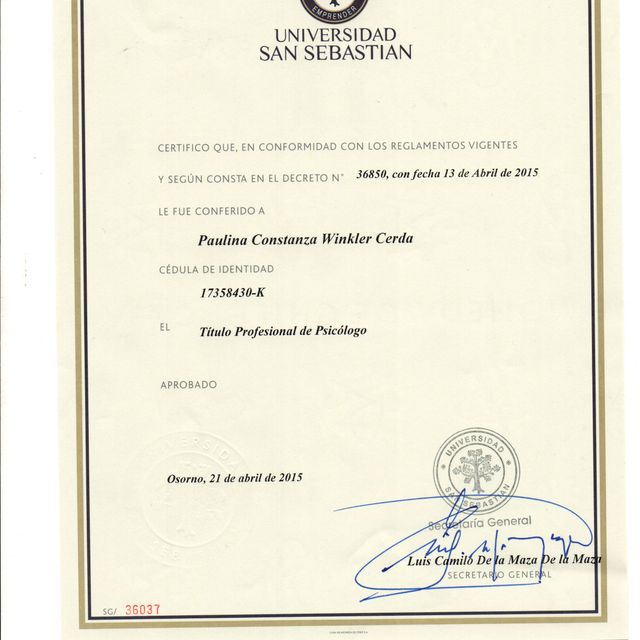 EMPRENDER
UNIVERSIDAD
SAN SEBASTIAN
CERTIFICO QUE, EN CONFORMIDAD CON LOS REGLAMENTOS VIGENTES
Y SEGÚN CONSTA EN EL DECRETO N° 36850, con fecha 13 de Abril de 2015
LE FUE CONFERIDO A
Paulina Constanza Winkler Cerda
CÉDULA DE IDENTIDAD
17358430-K
EL Título Profesional de Psicólogo
APROBADO
UNIVERSIDAD
SAN SEBASTIAN
Osorno, 21 de abril de 2015
Secretaría General
Luis Camilo De la Maza De la Maza
SECRETARIO GENERAL
SG/ 36037